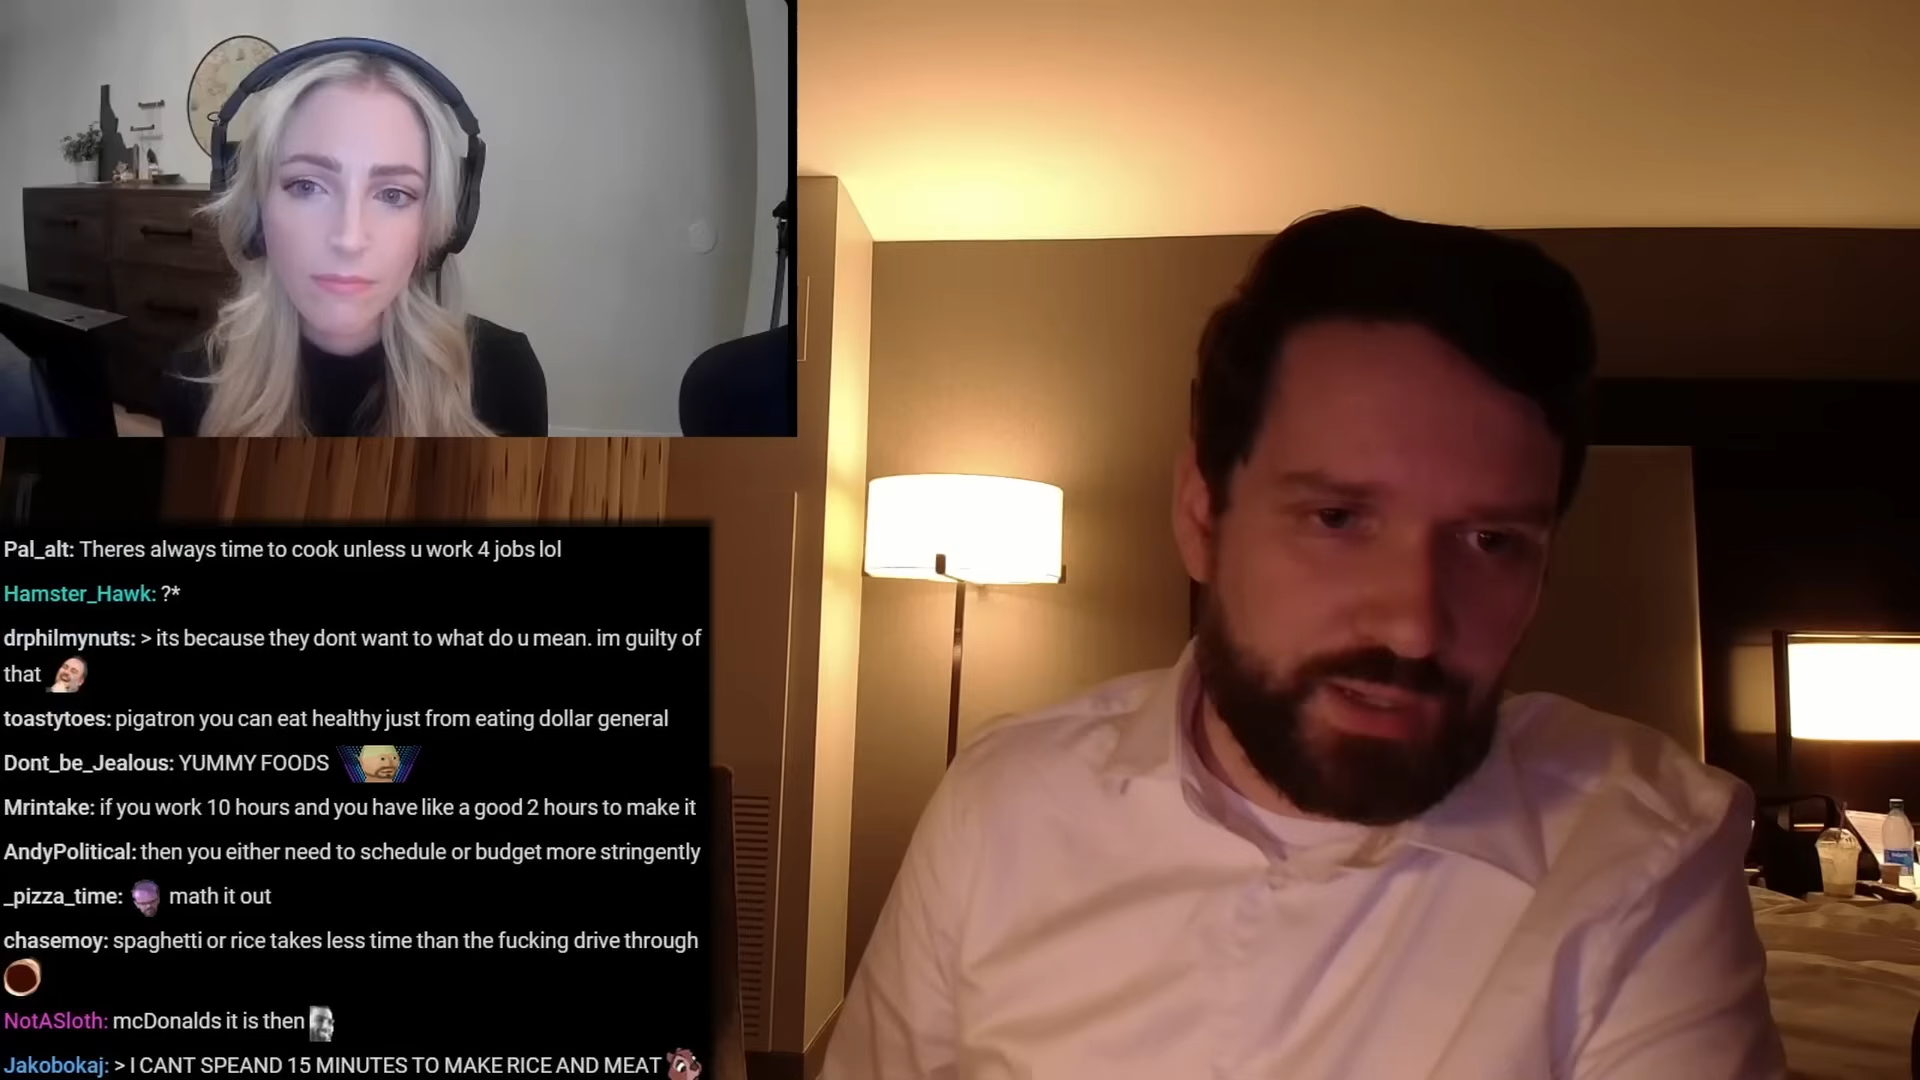 Pal_alt: Theres always time to cook unless u work 4 jobs lol
Hamster_Hawk: ?*
drphilmynuts: > its because they dont want to what do u mean. im guilty of
that
toastytoes: pigatron you can eat healthy just from eating dollar general
Dont_be_Jealous: YUMMY FOODS
Mrintake: if you work 10 hours and you have like a good 2 hours to make it
AndyPolitical: then you either need to schedule or budget more stringently
_pizza_time: math it out
chasemoy: spaghetti or rice takes less time than the fucking drive through
NotASloth: mcDonalds it is then
Jakobokaj: > I CANT SPEAND 15 MINUTES TO MAKE RICE AND MEAT